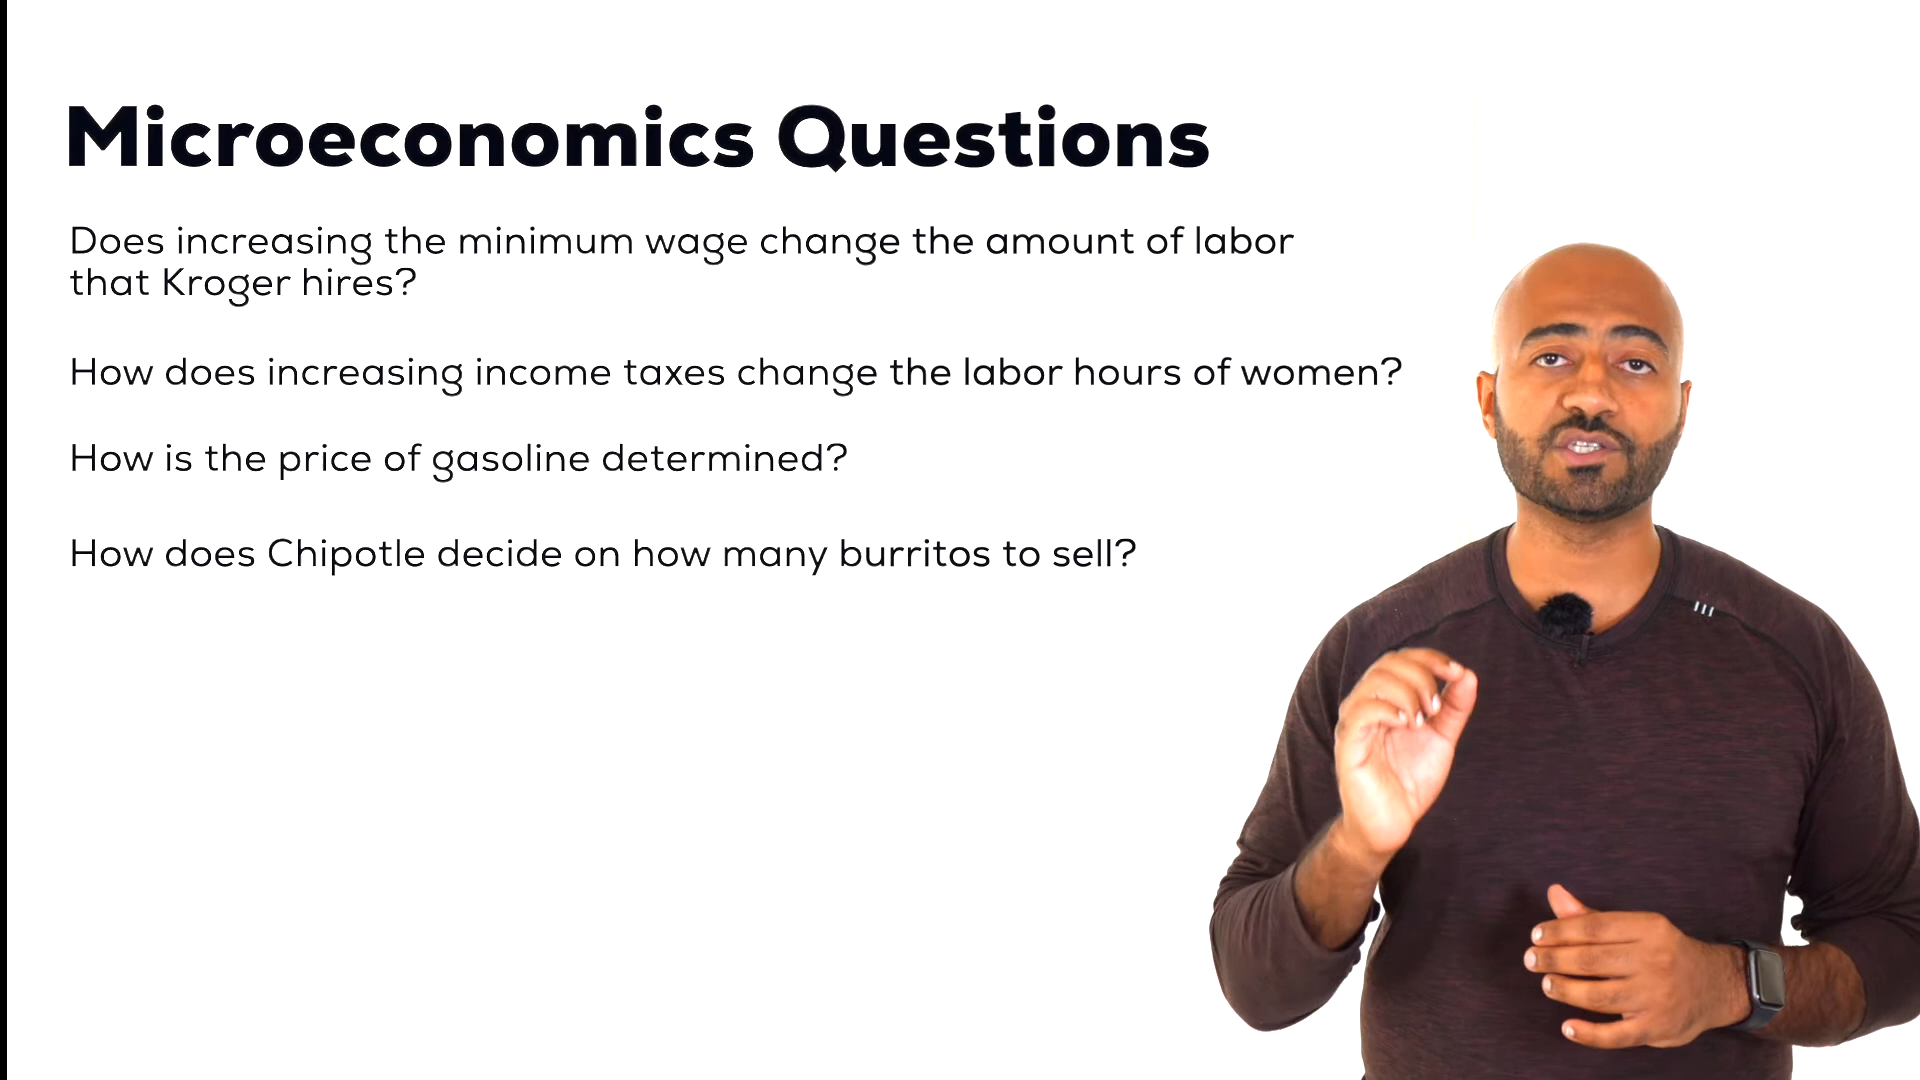 Microeconomics Questions
Does increasing the minimum wage change the amount of labor
that Kroger hires?
How does increasing income taxes change the labor hours of women?
How is the price of gasoline determined?
How does Chipotle decide on how many burritos to sell?